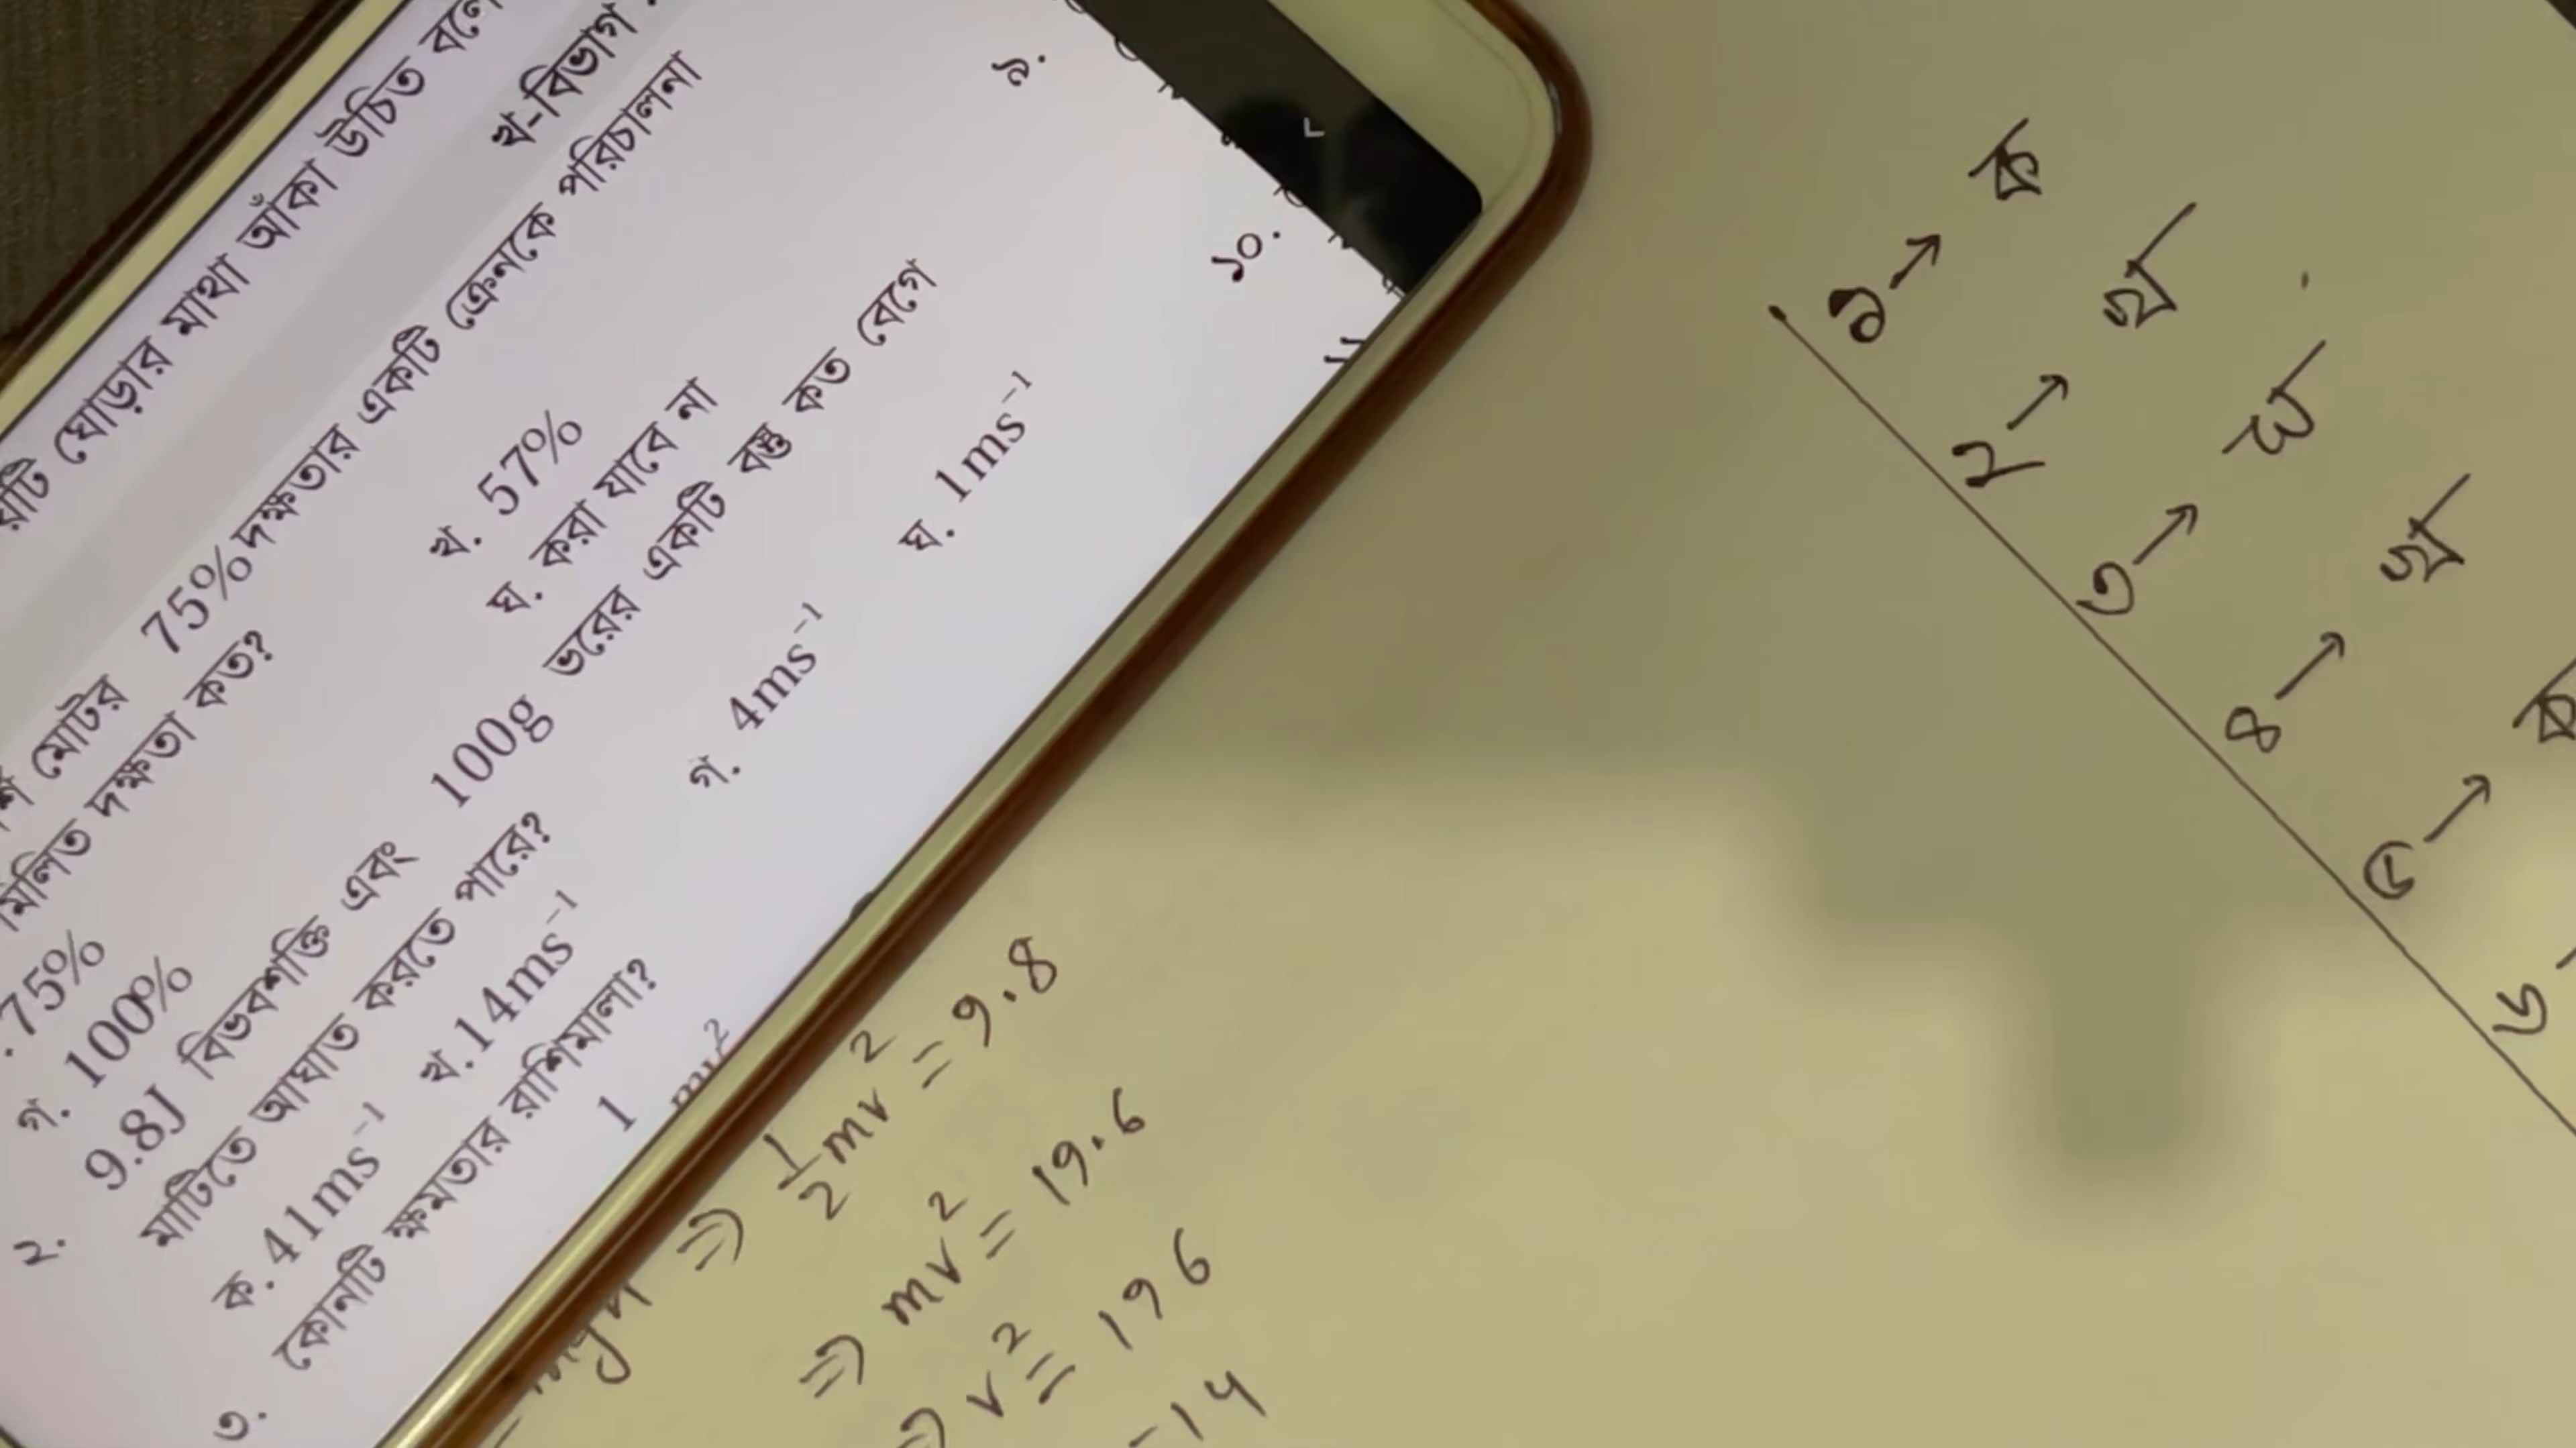 ঘোড়ার মাথা আঁকা উচিত
খ-বিভাগ
মোটর 75%দক্ষতার একটি ক্রেনকে পরিচালনা
দক্ষতা কত?
75% খ. 57%
গ. 100% ঘ. করা যাবে না
২. 9.8J বিভবশক্তি এবং 100g ভরের একটি বস্তু কত বেগে
মাটিতে আঘাত করতে পারে?
ক. 41ms⁻¹ খ. 14ms⁻¹ গ. 4ms⁻¹ ঘ. 1ms⁻¹
৩. কোনটি ক্ষমতার রাশিমালা?
1 mv²
৯.
১০.
⇒ ½mv² = 9.8
⇒ mv² = 19.6
⇒ v² = 196
14
১ → ক
২ → খ
৩ → ঘ
৪ → খ
৫ → ক
৬